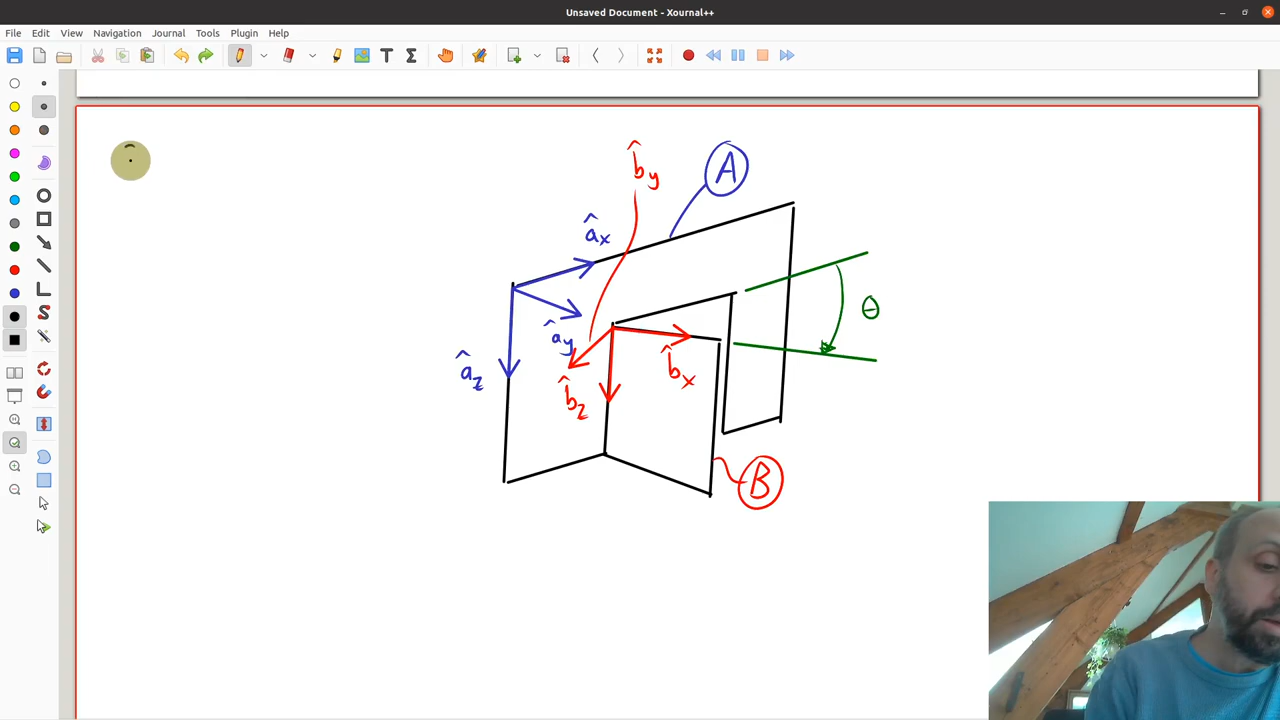 Unsaved Document - Xournal++
File Edit View Navigation Journal Tools Plugin Help
b̂y
A
âx
ây
âz
b̂x
b̂z
θ
B